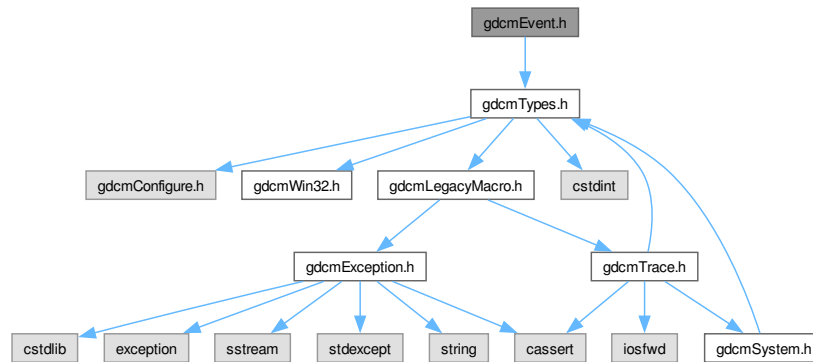 gdcmEvent.h
gdcmTypes.h
gdcmConfigure.h
gdcmWin32.h
gdcmLegacyMacro.h
cstdint
gdcmException.h
gdcmTrace.h
cstdlib
exception
sstream
stdexcept
string
cassert
iosfwd
gdcmSystem.h